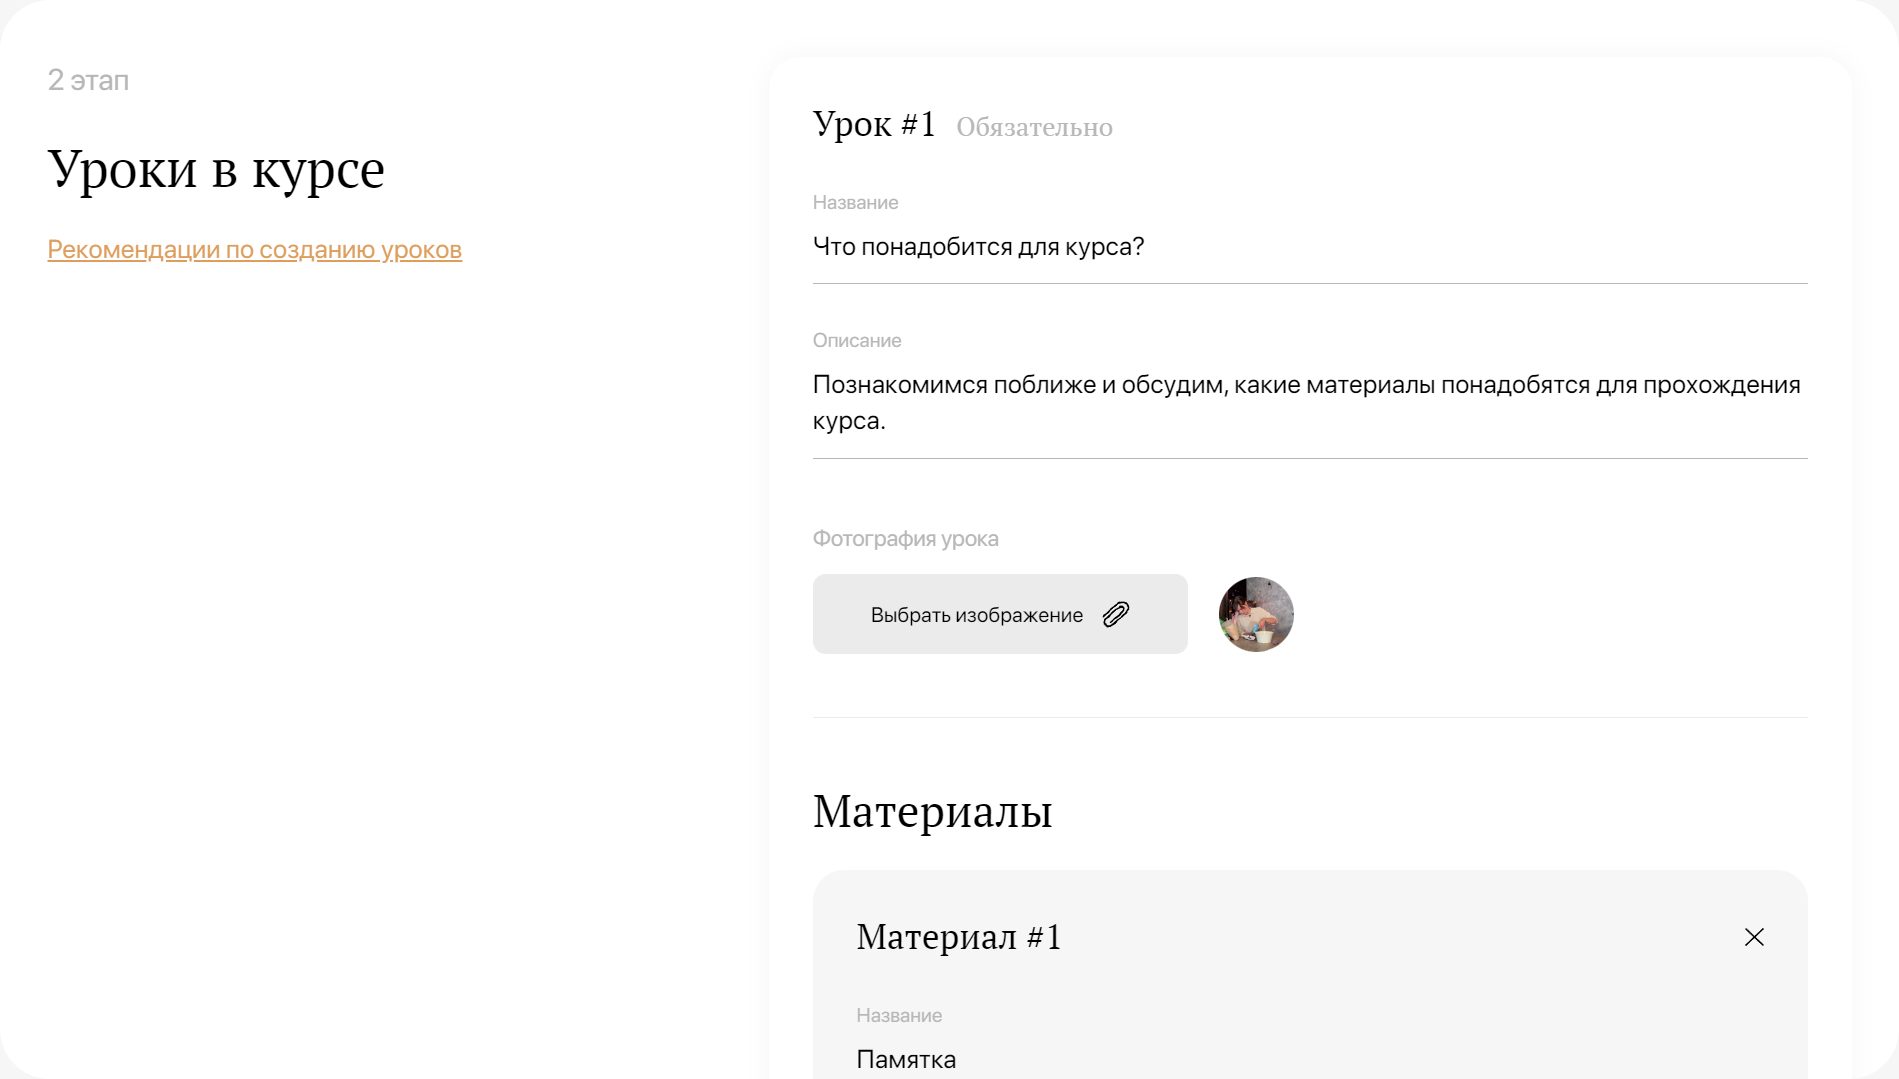 2 этап
Уроки в курсе
Рекомендации по созданию уроков
Урок #1 Обязательно
Название
Что понадобится для курса?
Описание
Познакомимся поближе и обсудим, какие материалы понадобятся для прохождения
курса.
Фотография урока
Выбрать изображение
Материалы
Материал #1
Название
Памятка